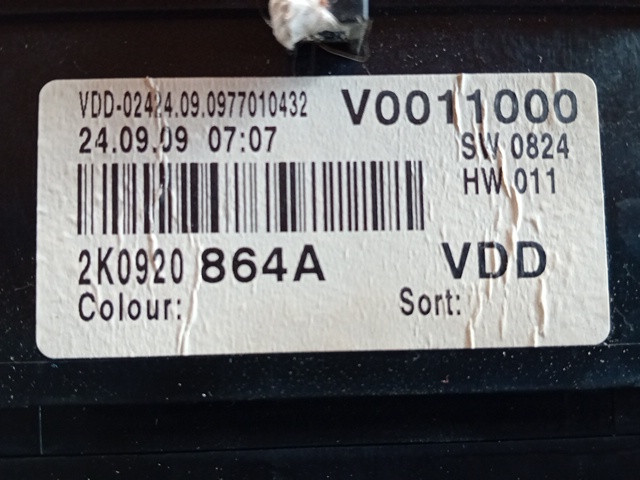 VDD-02424.09.0977010432 V0011000
24.09.09 07:07 SW 0824
HW 011
2K0920 864A VDD
Colour: Sort: